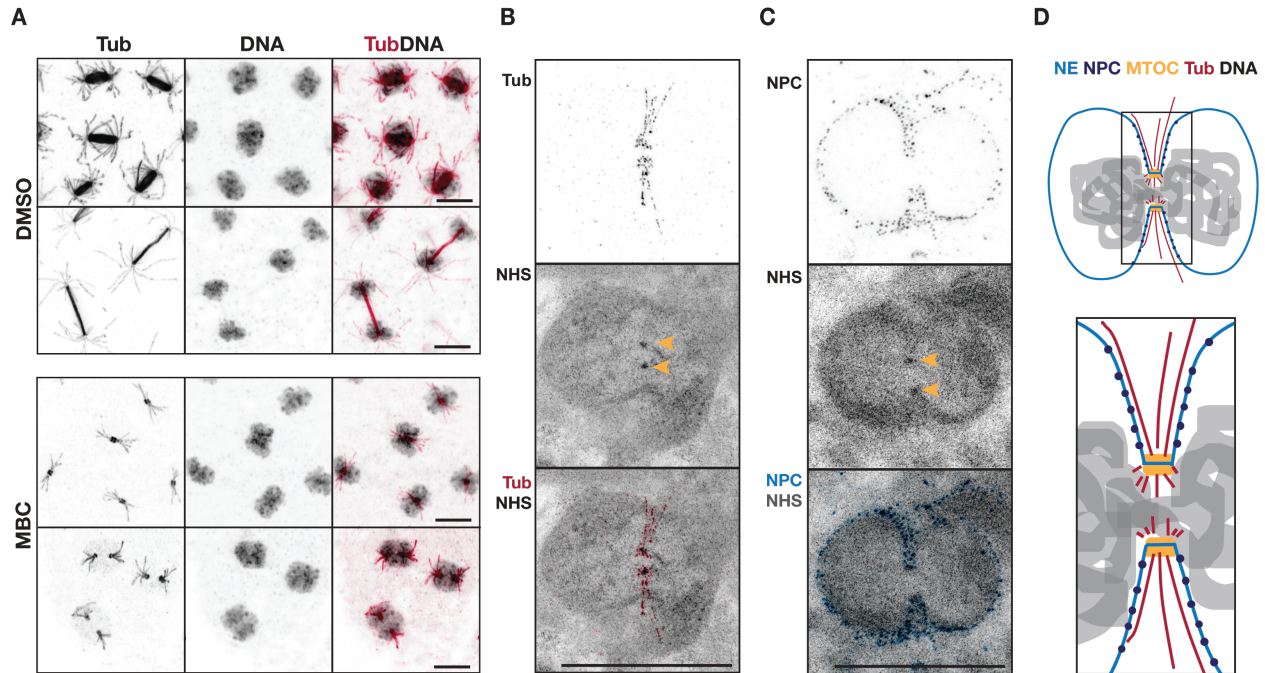 A
B
C
D
Tub DNA TubDNA
DMSO
MBC
Tub
NHS
Tub
NHS
NPC
NHS
NPC
NHS
NE NPC MTOC Tub DNA